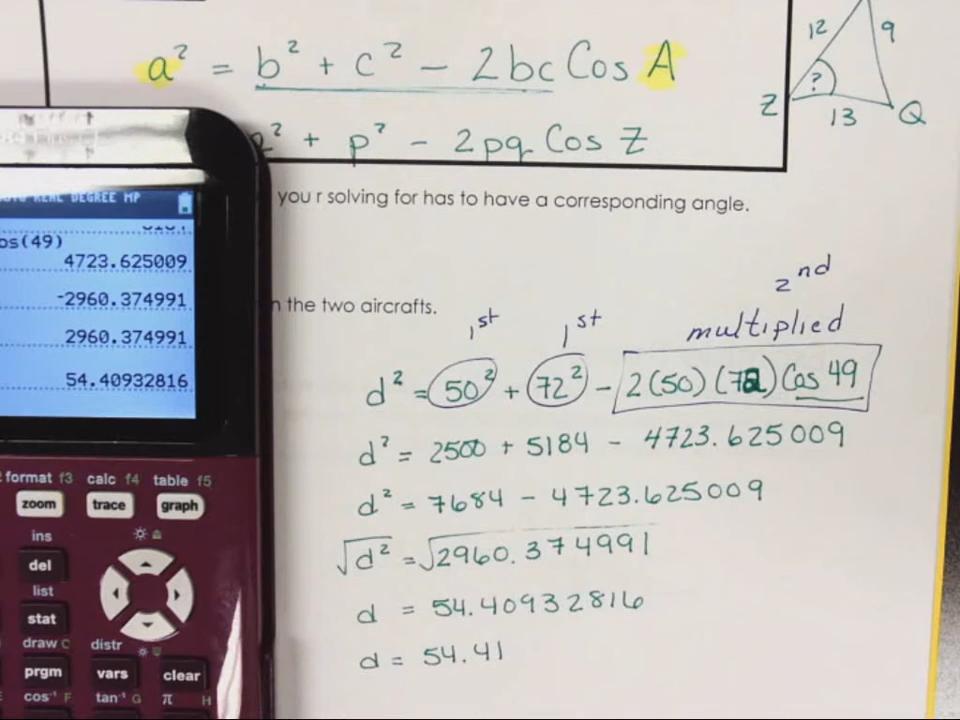 a² = b² + c² - 2bc Cos A
12
9
?
Z
13
Q
² + p² - 2pq Cos Z
you r solving for has to have a corresponding angle.
REAL DEGREE MP
os(49)
4723.625009
-2960.374991
2960.374991
54.40932816
the two aircrafts.
1st 1st 2nd
multiplied
d² = 50² + 72² - 2(50)(72) Cos 49
d² = 2500 + 5184 - 4723.625009
d² = 7684 - 4723.625009
√d² = √2960.374991
d = 54.40932816
d = 54.41
format f3 calc f4 table f5
zoom trace graph
ins
del
list
stat
draw C distr
prgm vars clear
cos⁻¹ F tan⁻¹ G π H